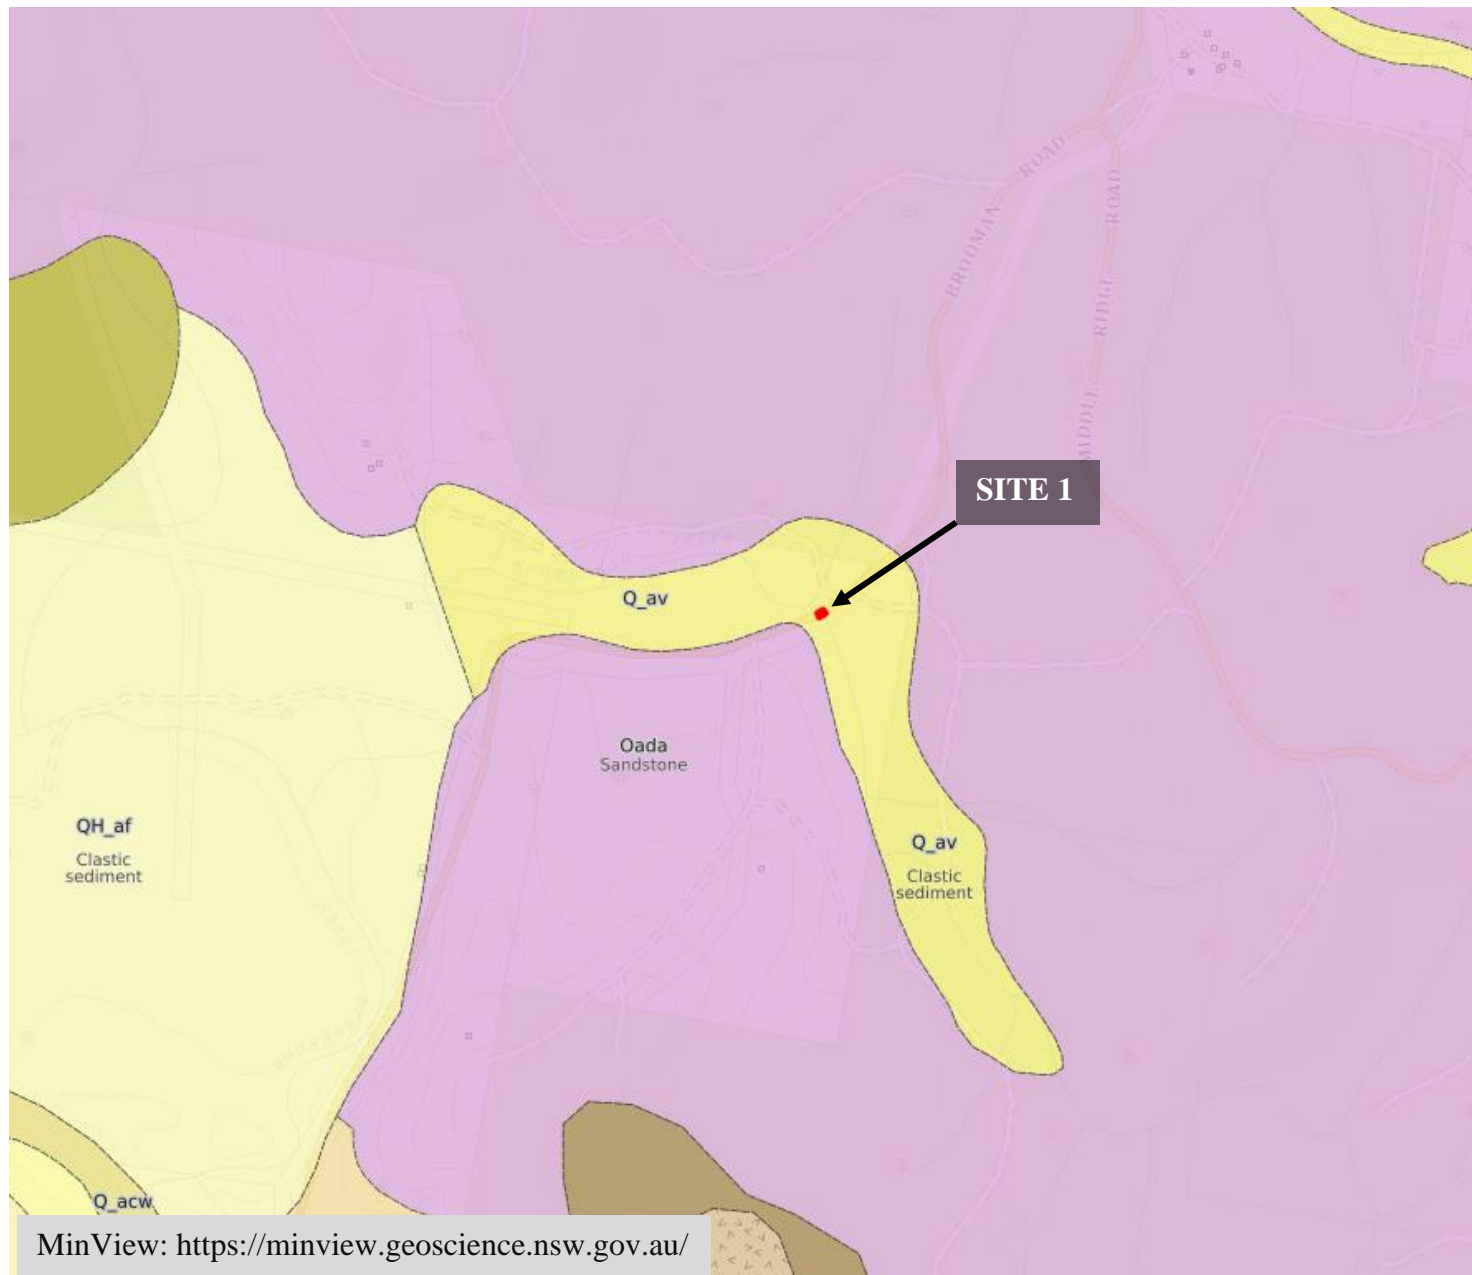 BROOMAN ROAD
MIDDLE RIDGE ROAD
SITE 1
Q_av
Oada
Sandstone
QH_af
Clastic
sediment
Q_av
Clastic
sediment
Q_acw
MinView: https://minview.geoscience.nsw.gov.au/